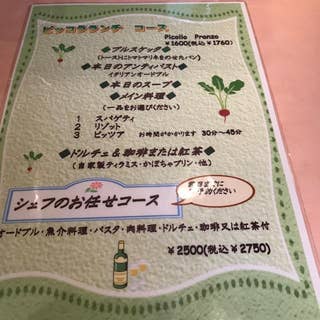 ピッコロランチ コース
Picollo Pronzo
￥1600(税込￥1760)
◆ブルスケッタ◆
(トーストにトマトマリネをのせたパン)
◆本日のアンティパスト◆
イタリアンオードブル
◆本日のスープ◆
◆メイン料理◆
(一品をお選びください)
1 スパゲティ
2 リゾット
3 ピッツア お時間がかかります 30分～45分
◆ドルチェ＆珈琲または紅茶◆
(自家製ティラミス・かぼちゃプリン・他)
シェフのお任せコース
オードブル・魚介料理・パスタ・肉料理・ドルチェ・珈琲又は紅茶付
￥2500(税込￥2750)